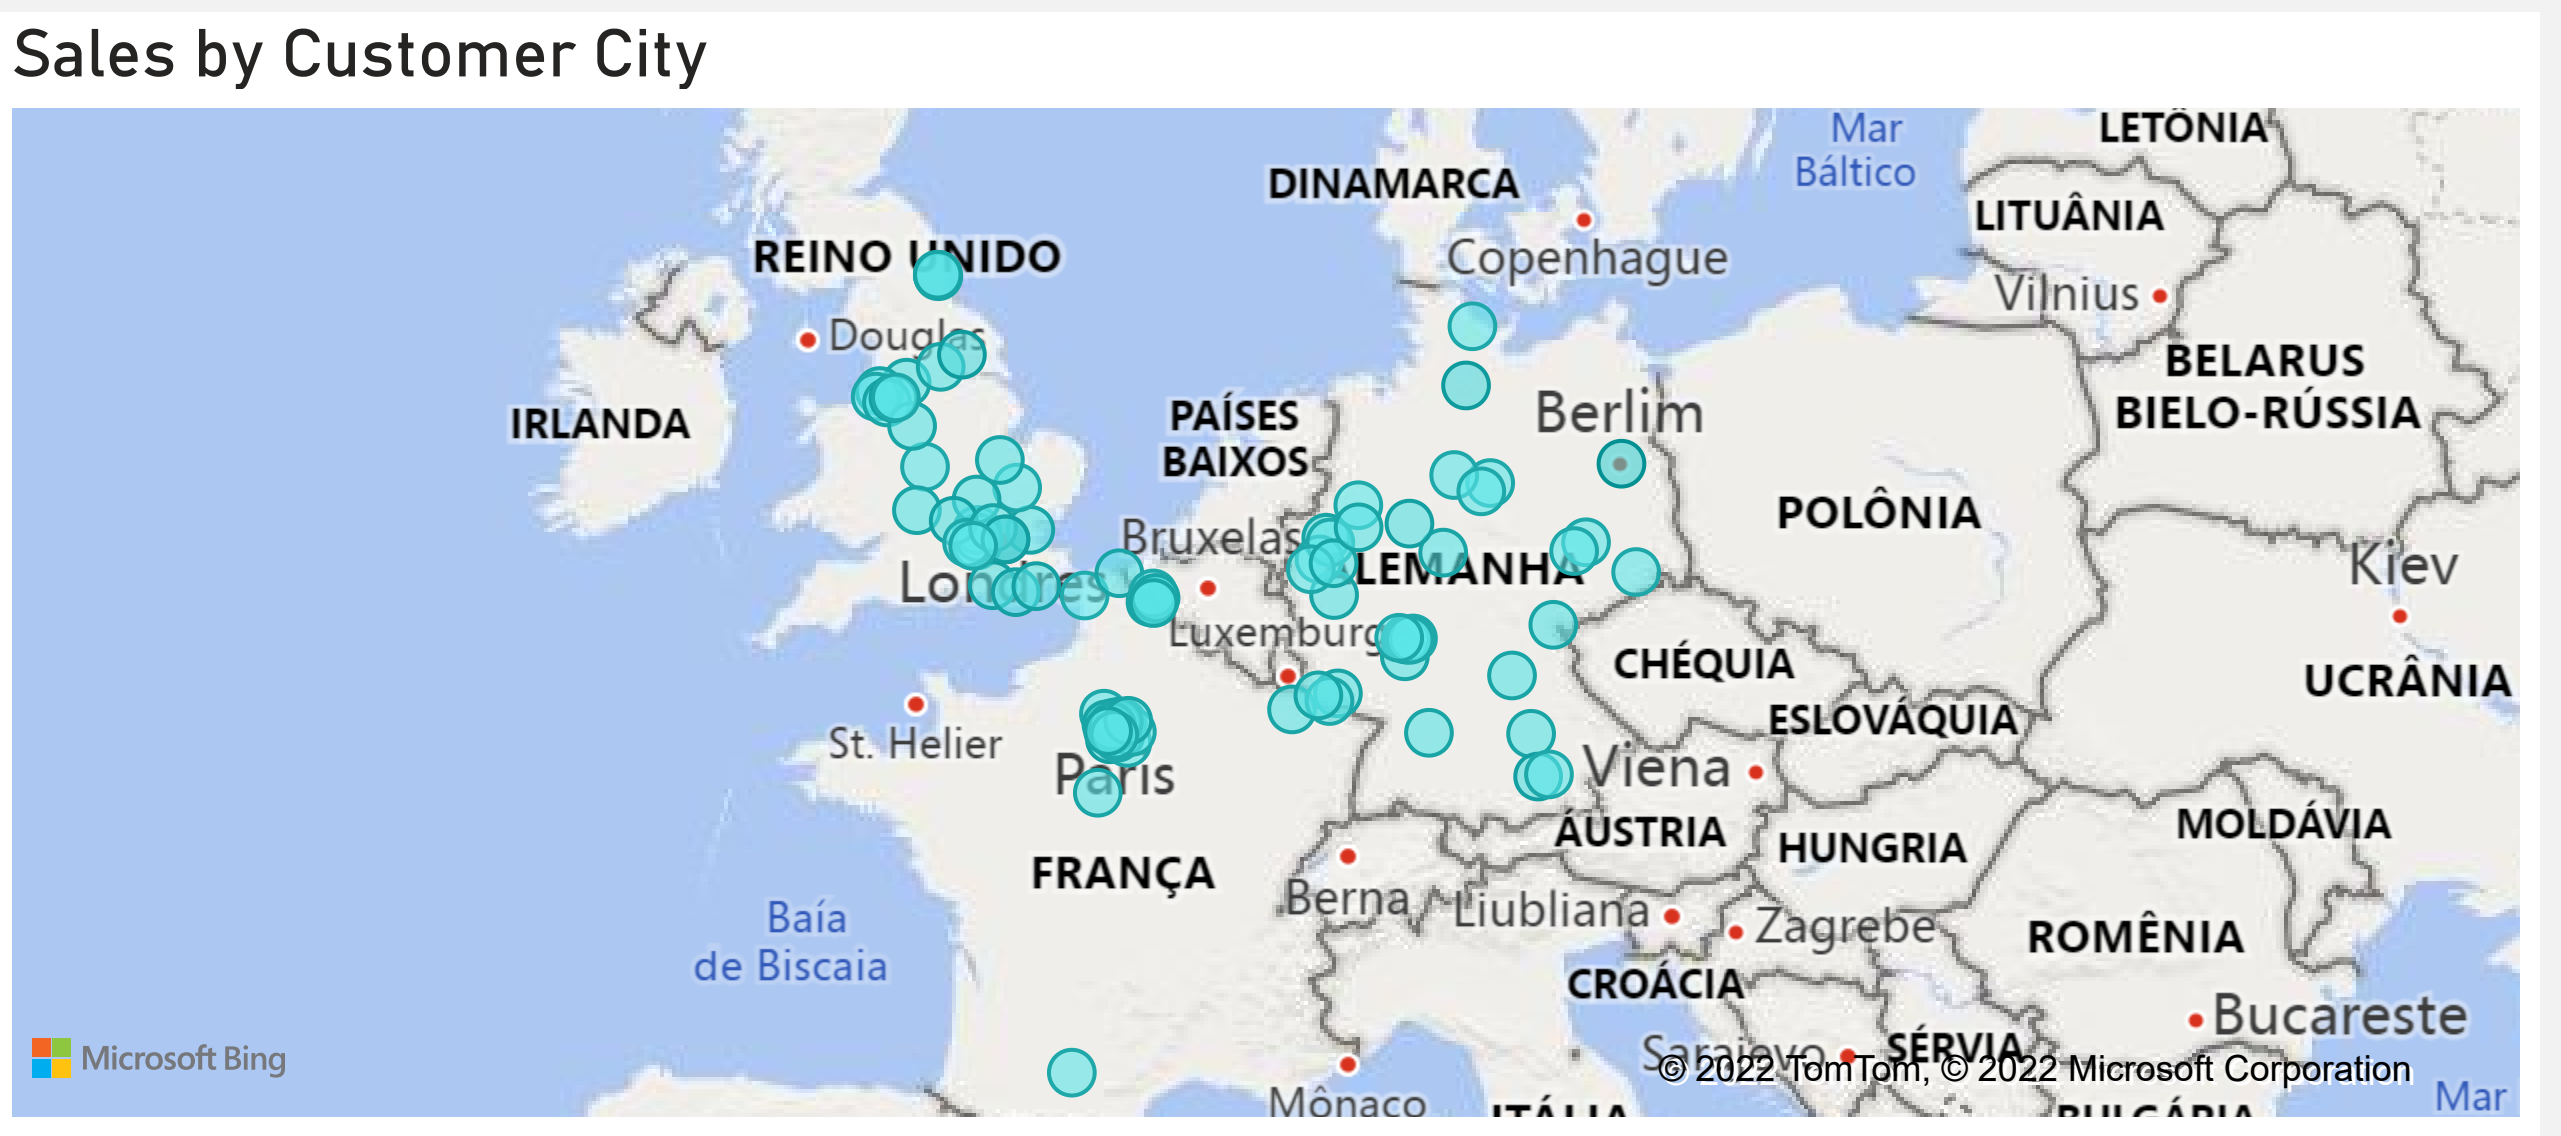 Sales by Customer City
LETÔNIA
Mar
Báltico
DINAMARCA
LITUÂNIA
REINO UNIDO
Copenhague
Vilnius
Douglas
BELARUS
BIELO-RÚSSIA
IRLANDA
PAÍSES
BAIXOS
Berlim
POLÔNIA
Bruxelas
Kiev
ALEMANHA
Londres
Luxemburg
CHÉQUIA
UCRÂNIA
ESLOVÁQUIA
St. Helier
Paris
Viena
ÁUSTRIA
HUNGRIA
MOLDÁVIA
FRANÇA
Berna
Liubliana
Zagrebe
Baía
de Biscaia
ROMÊNIA
CROÁCIA
Bucareste
SÉRVIA
Sarajevo
Microsoft Bing
© 2022 TomTom, © 2022 Microsoft Corporation
Mônaco
ITÁLIA
BULGÁRIA
Mar